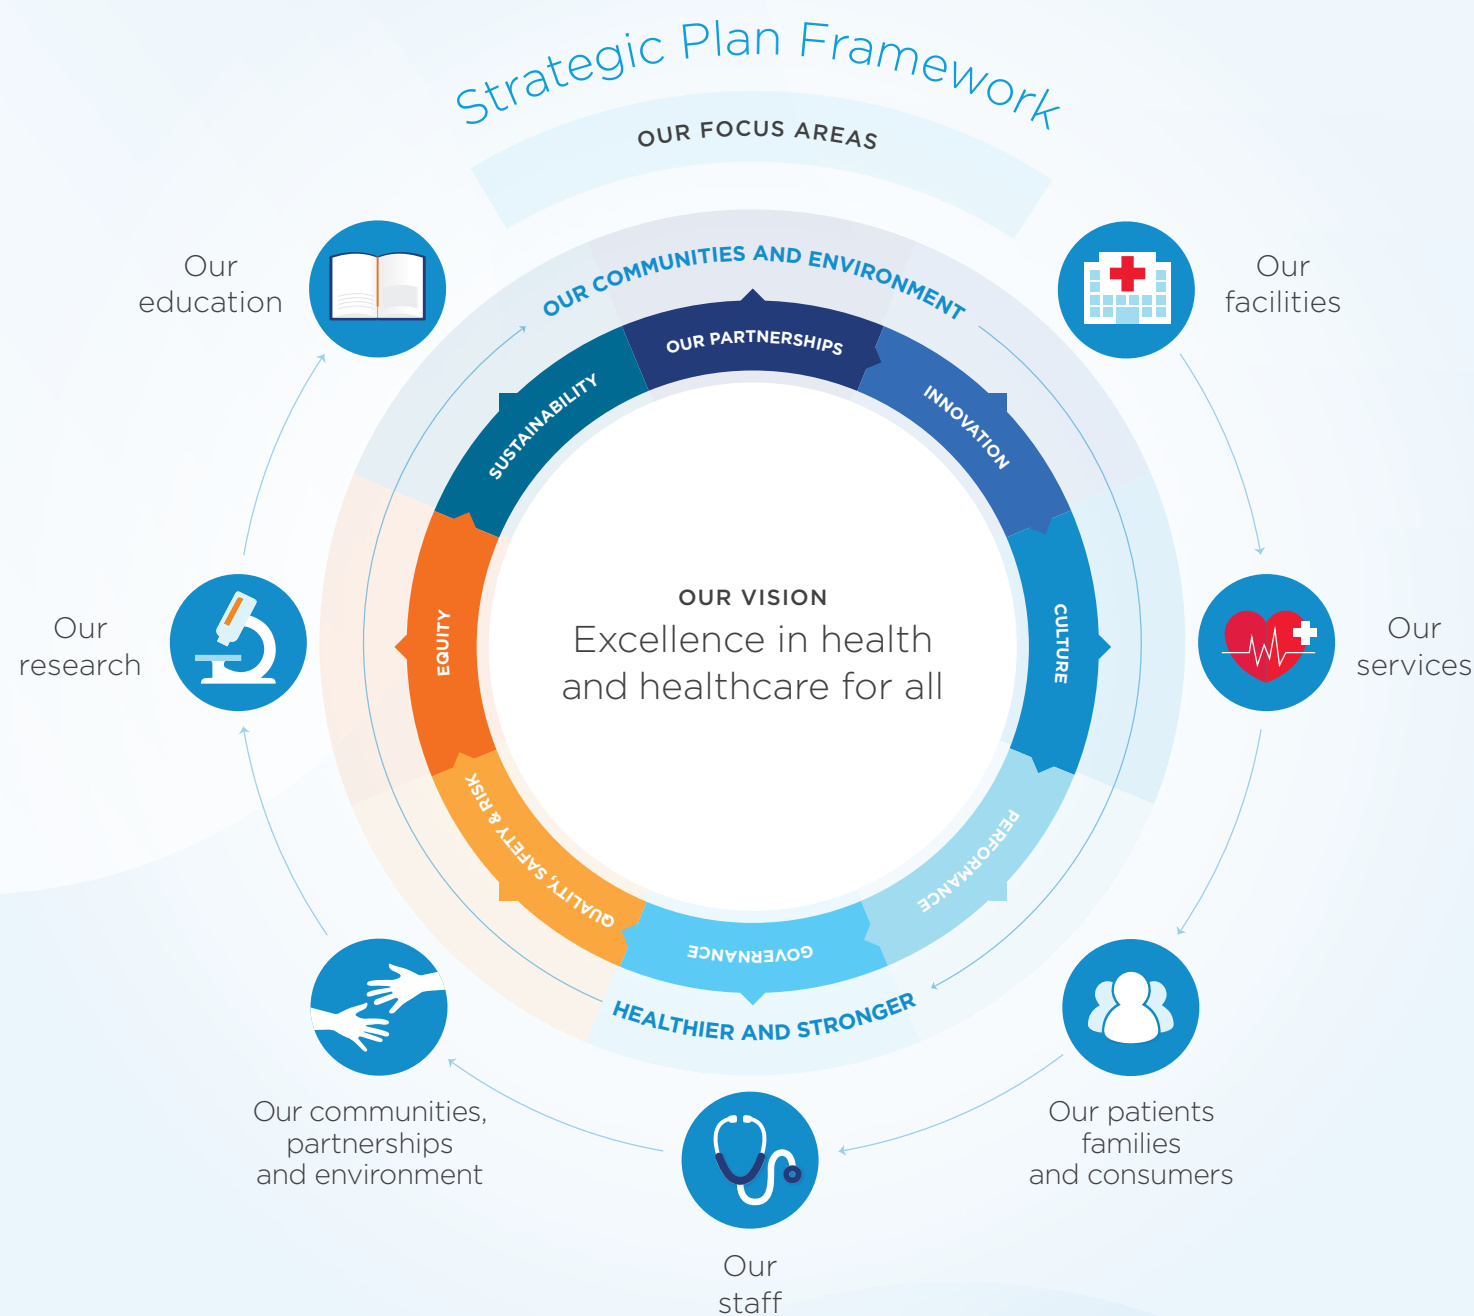 Strategic Plan Framework
OUR FOCUS AREAS
Our
education
Our
facilities
OUR COMMUNITIES AND ENVIRONMENT
OUR PARTNERSHIPS
SUSTAINABILITY
INNOVATION
EQUITY
CULTURE
OUR VISION
Excellence in health
and healthcare for all
Our
research
Our
services
QUALITY, SAFETY & RISK
PERFORMANCE
GOVERNANCE
HEALTHIER AND STRONGER
Our communities,
partnerships
and environment
Our patients
families
and consumers
Our
staff